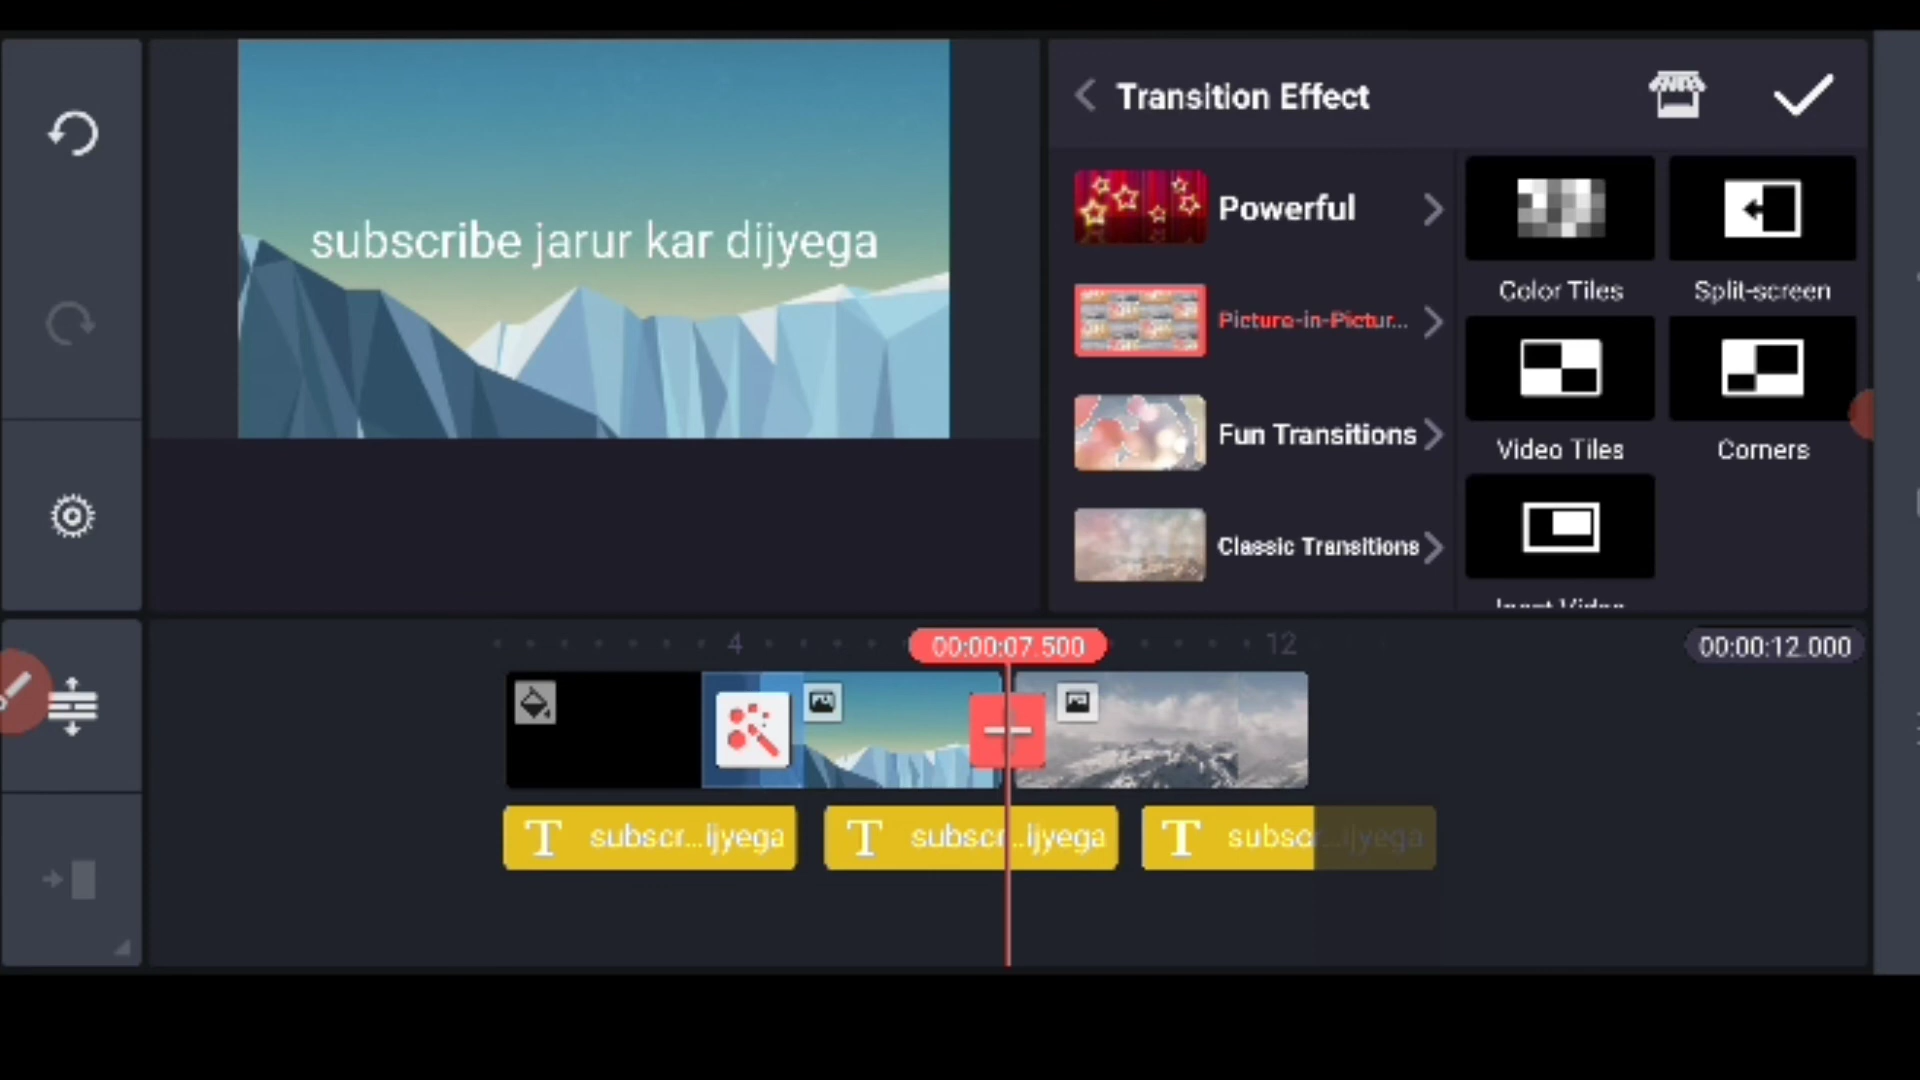 Transition Effect
subscribe jarur kar dijyega
Powerful
Picture-in-Pictur...
Fun Transitions
Classic Transitions
Color Tiles
Split-screen
Video Tiles
Corners
4
00:00:07.500
12
00:00:12.000
T subscr...ijyega
T subscr...ijyega
T subsc...ijyega